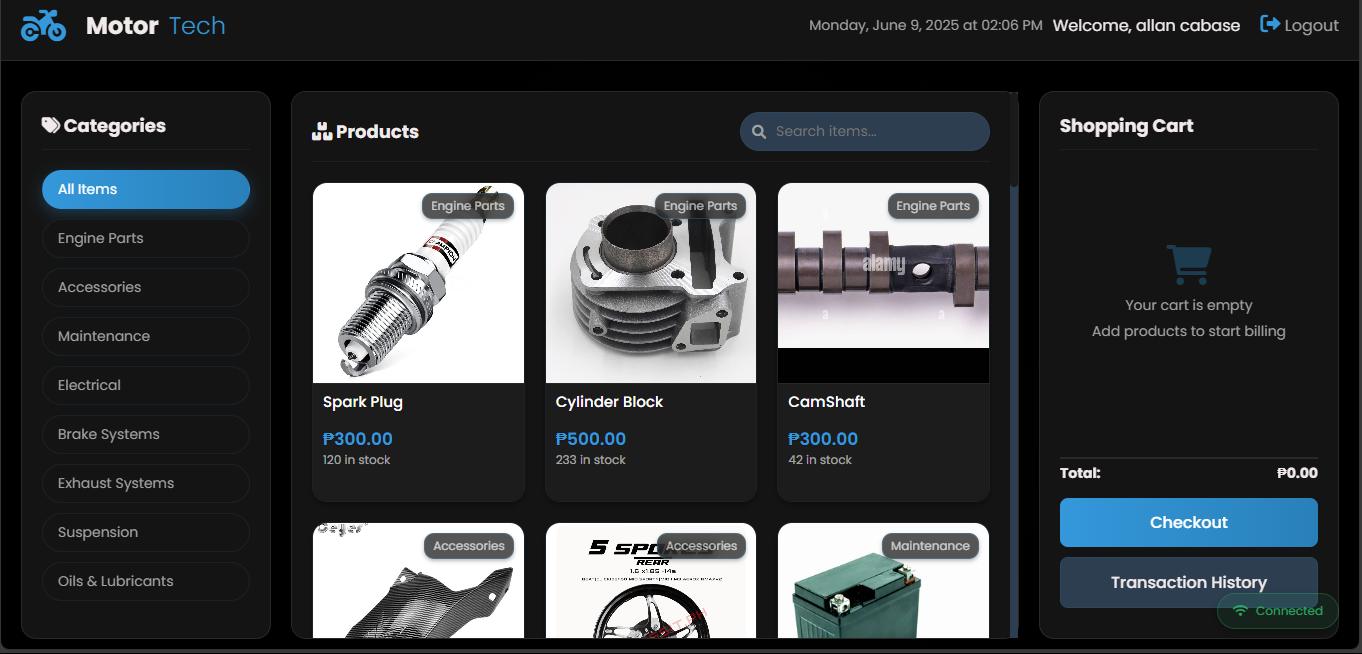 Motor Tech
Monday, June 9, 2025 at 02:06 PM
Welcome, allan cabase
Logout
Categories
All Items
Engine Parts
Accessories
Maintenance
Electrical
Brake Systems
Exhaust Systems
Suspension
Oils & Lubricants
Products
Search items...
Engine Parts
Spark Plug
₱300.00
120 in stock
Engine Parts
Cylinder Block
₱500.00
233 in stock
Engine Parts
alamy
a
a
CamShaft
₱300.00
42 in stock
Accessories
Accessories
REAR
Maintenance
Shopping Cart
Your cart is empty
Add products to start billing
Total:
₱0.00
Checkout
Transaction History
Connected